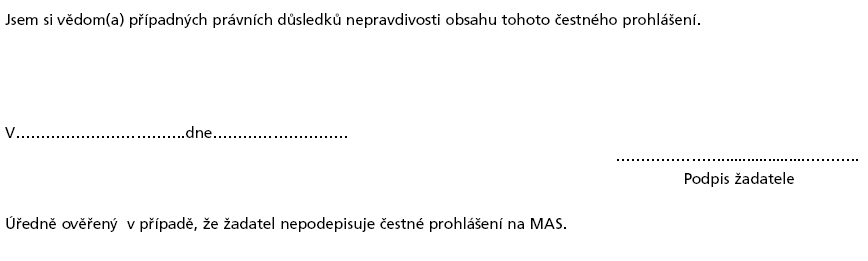 Jsem si vědom(a) případných právních důsledků nepravdivosti obsahu tohoto čestného prohlášení.
V……………………………..dne………………………
……………………...................………..
Podpis žadatele
Úředně ověřený  v případě, že žadatel nepodepisuje čestné prohlášení na MAS.